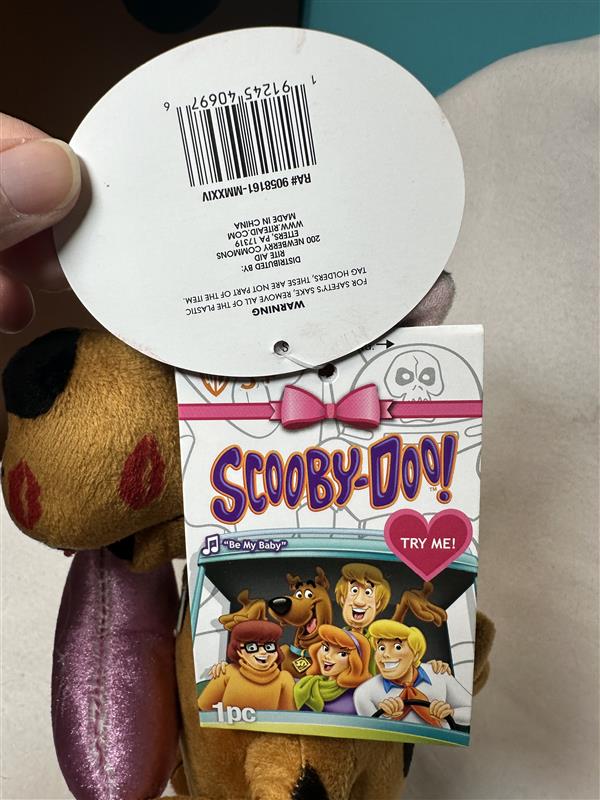 WARNING
FOR SAFETY'S SAKE, REMOVE ALL OF THE PLASTIC
TAG HOLDERS, THESE ARE NOT PART OF THE ITEM.
DISTRIBUTED BY:
RITE AID
200 NEWBERRY COMMONS
ETTERS, PA 17319
WWW.RITEAID.COM
MADE IN CHINA
RA# 9058161-MMXXIV
1 91245 40697 6
SCOOBY-DOO!
TM
"Be My Baby"
TRY ME!
SD
1pc